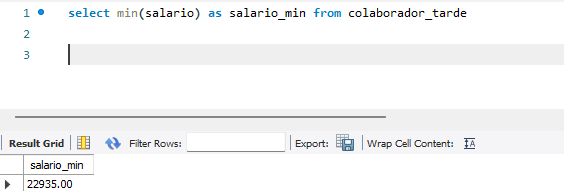 1 select min(salario) as salario_min from colaborador_tarde
2
3
Result Grid Filter Rows: Export: Wrap Cell Content: IA
salario_min
22935.00